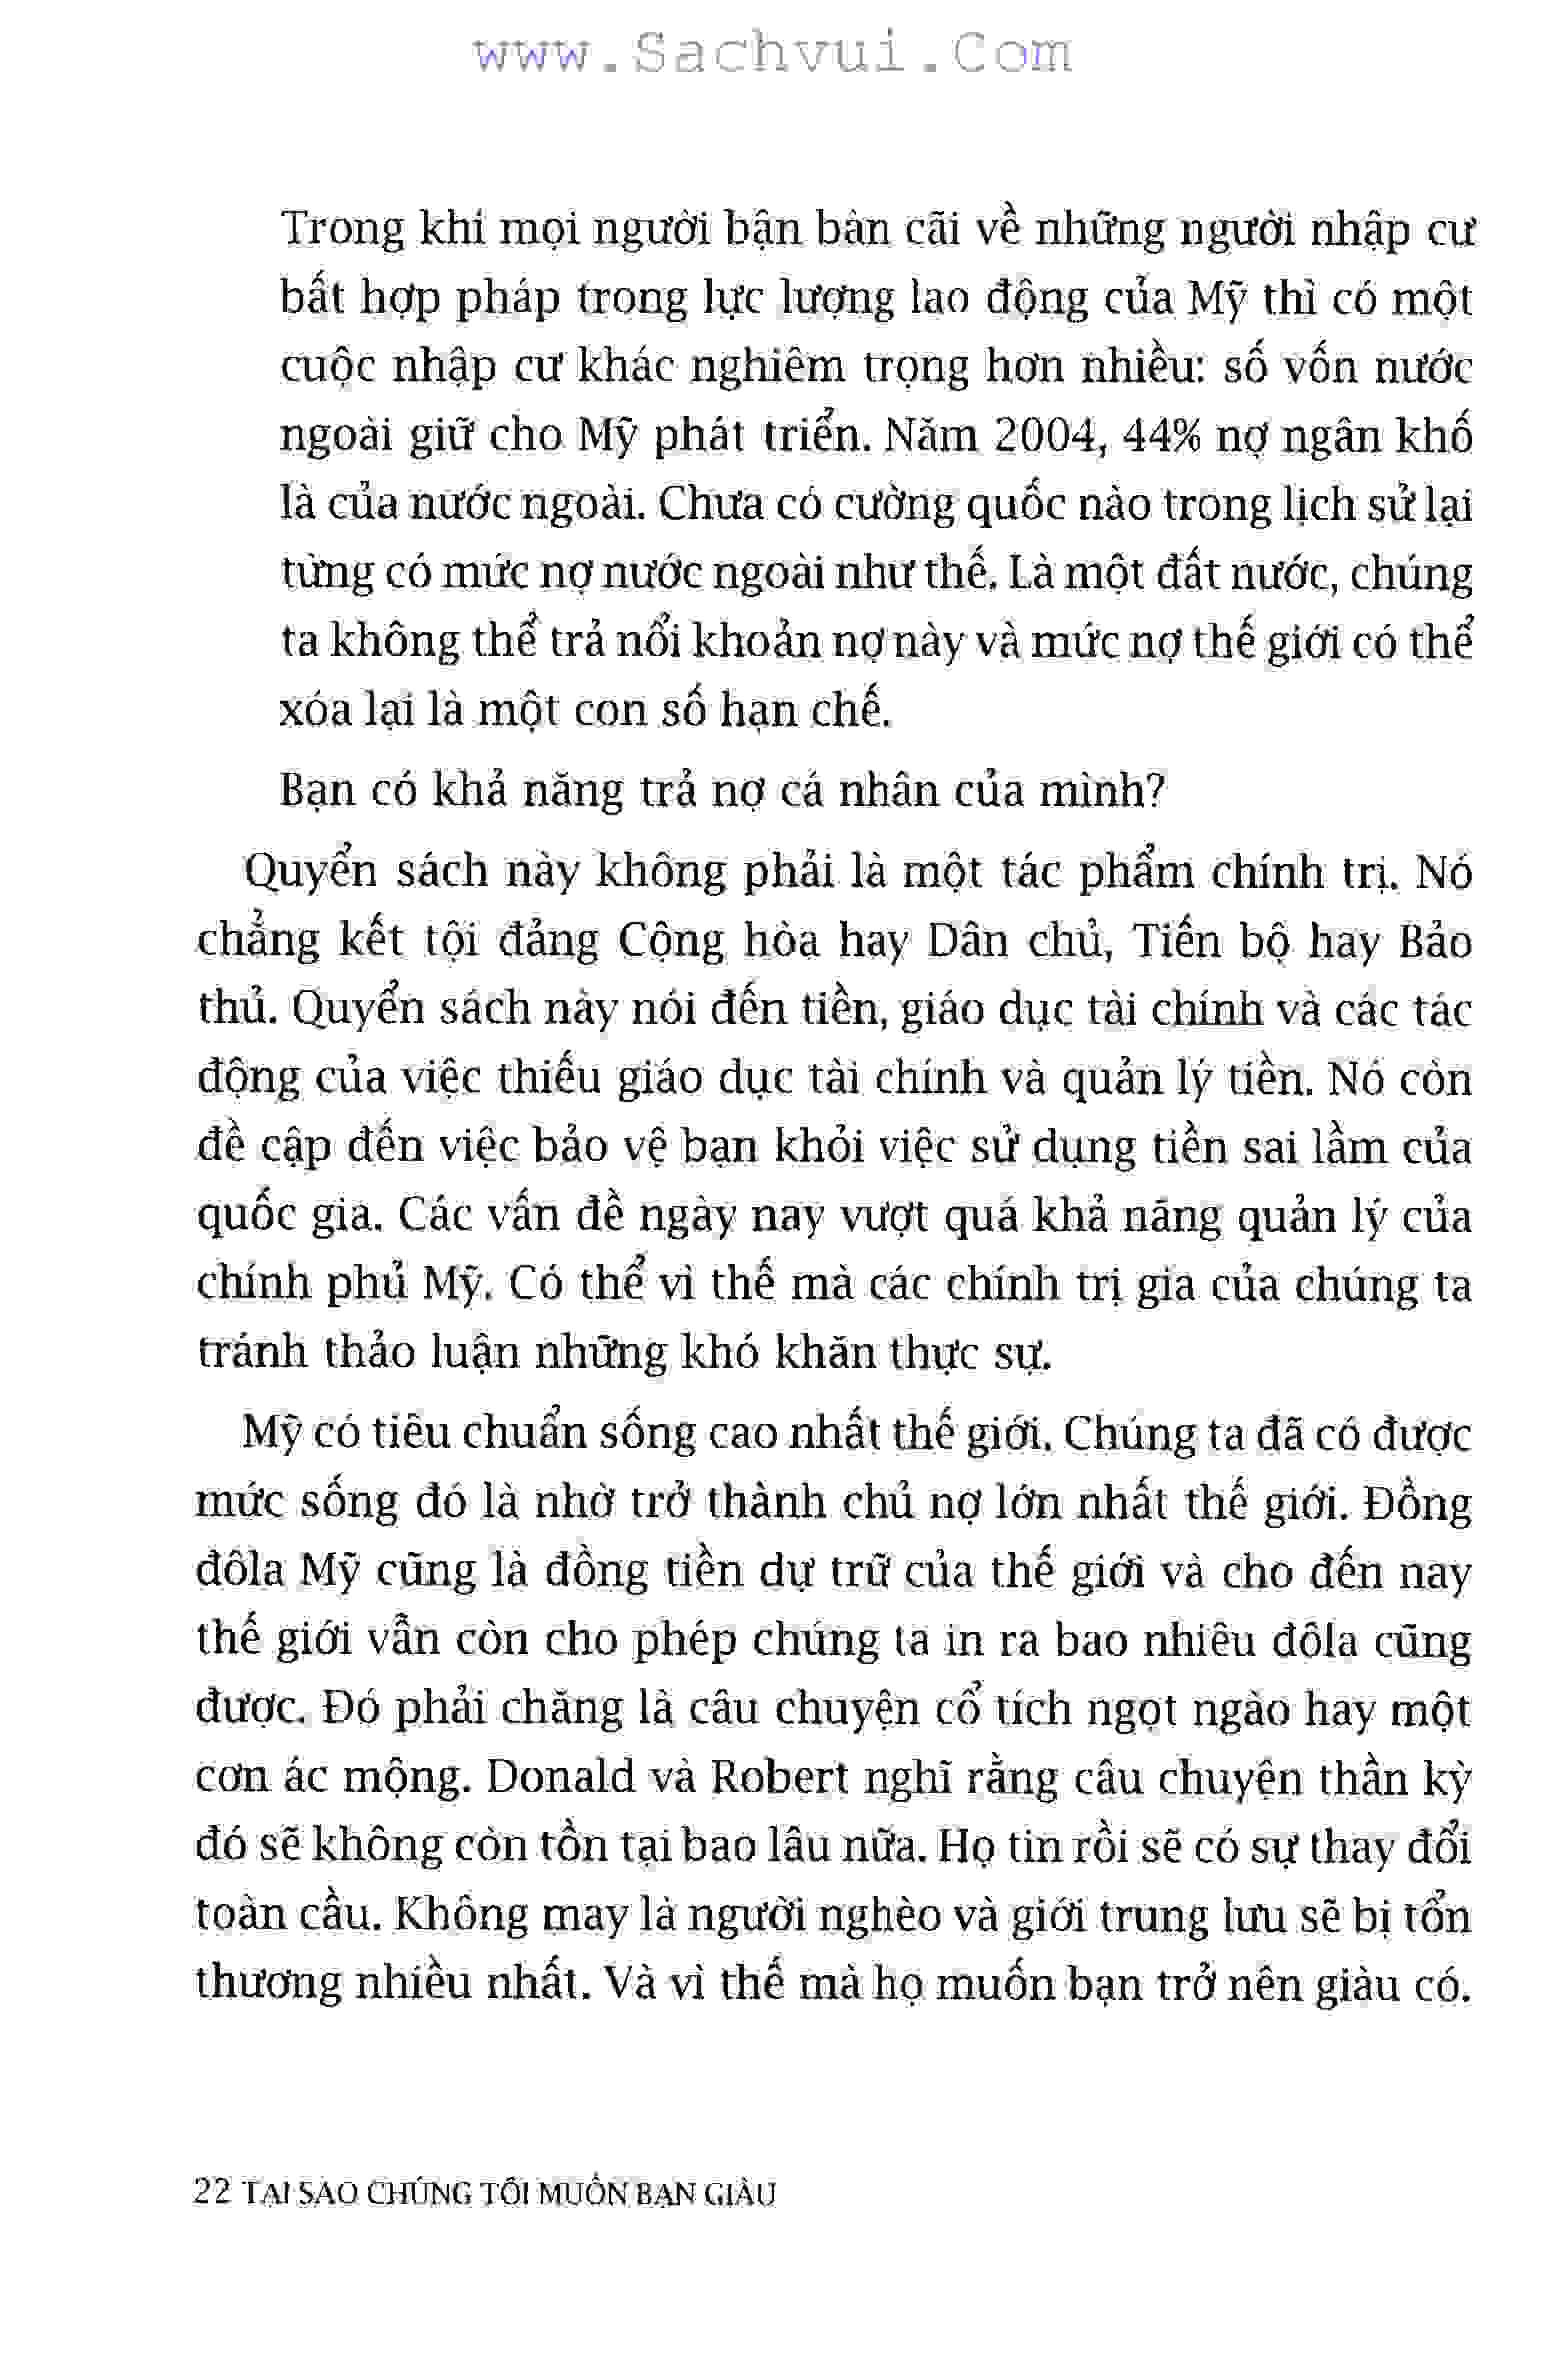 www.Sachvui.Com
Trong khi mọi người bận bàn cãi về những người nhập cư
bất hợp pháp trong lực lượng lao động của Mỹ thì có một
cuộc nhập cư khác nghiêm trọng hơn nhiều: số vốn nước
ngoài giữ cho Mỹ phát triển. Năm 2004, 44% nợ ngân khố
là của nước ngoài. Chưa có cường quốc nào trong lịch sử lại
từng có mức nợ nước ngoài như thế. Là một đất nước, chúng
ta không thể trả nổi khoản nợ này và mức nợ thế giới có thể
xóa lại là một con số hạn chế.
Bạn có khả năng trả nợ cá nhân của mình?
Quyển sách này không phải là một tác phẩm chính trị. Nó
chẳng kết tội đảng Cộng hòa hay Dân chủ, Tiến bộ hay Bảo
thủ. Quyển sách này nói đến tiền, giáo dục tài chính và các tác
động của việc thiếu giáo dục tài chính và quản lý tiền. Nó còn
đề cập đến việc bảo vệ bạn khỏi việc sử dụng tiền sai lầm của
quốc gia. Các vấn đề ngày nay vượt quá khả năng quản lý của
chính phủ Mỹ. Có thể vì thế mà các chính trị gia của chúng ta
tránh thảo luận những khó khăn thực sự.
Mỹ có tiêu chuẩn sống cao nhất thế giới. Chúng ta đã có được
mức sống đó là nhờ trở thành chủ nợ lớn nhất thế giới. Đồng
đôla Mỹ cũng là đồng tiền dự trữ của thế giới và cho đến nay
thế giới vẫn còn cho phép chúng ta in ra bao nhiêu đôla cũng
được. Đó phải chăng là câu chuyện cổ tích ngọt ngào hay một
cơn ác mộng. Donald và Robert nghĩ rằng câu chuyện thần kỳ
đó sẽ không còn tồn tại bao lâu nữa. Họ tin rồi sẽ có sự thay đổi
toàn cầu. Không may là người nghèo và giới trung lưu sẽ bị tổn
thương nhiều nhất. Và vì thế mà họ muốn bạn trở nên giàu có.
22 TẠI SAO CHÚNG TÔI MUỐN BẠN GIÀU